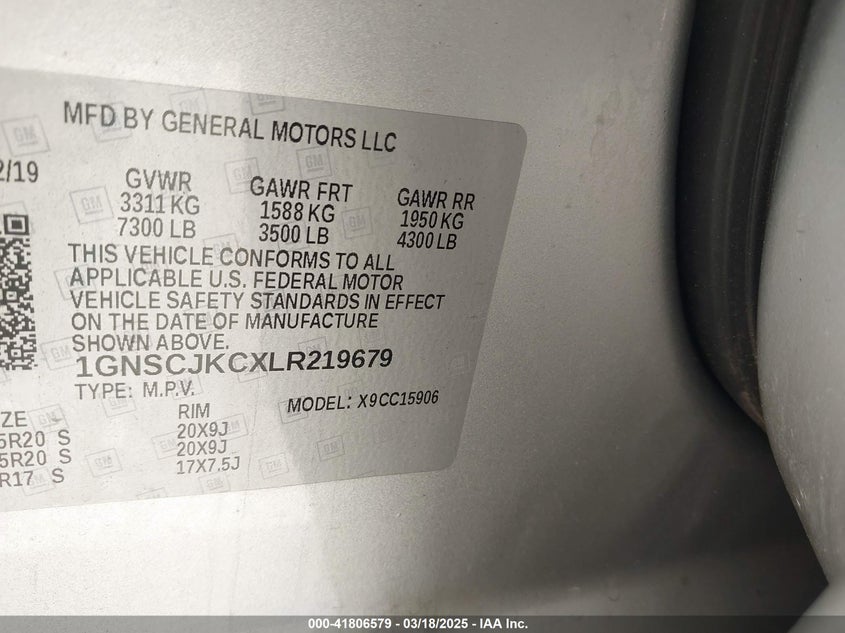 MFD BY GENERAL MOTORS LLC
2/19
GVWR GAWR FRT GAWR RR
3311 KG 1588 KG 1950 KG
7300 LB 3500 LB 4300 LB
THIS VEHICLE CONFORMS TO ALL
APPLICABLE U.S. FEDERAL MOTOR
VEHICLE SAFETY STANDARDS IN EFFECT
ON THE DATE OF MANUFACTURE
SHOWN ABOVE.
1GNSCJKCXLR219679
TYPE: M.P.V. MODEL: X9CC15906
ZE RIM
5R20 S 20X9J
5R20 S 20X9J
R17 S 17X7.5J
000-41806579 / 03/18/2025 - IAA Inc.